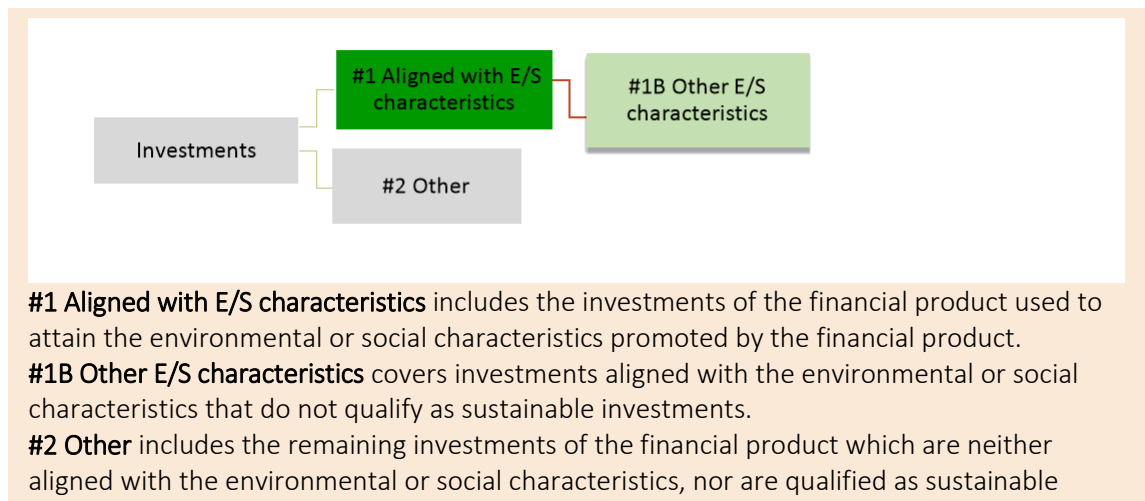 #1 Aligned with E/S
characteristics
#1B Other E/S
characteristics
Investments
#2 Other
#1 Aligned with E/S characteristics includes the investments of the financial product used to
attain the environmental or social characteristics promoted by the financial product.
#1B Other E/S characteristics covers investments aligned with the environmental or social
characteristics that do not qualify as sustainable investments.
#2 Other includes the remaining investments of the financial product which are neither
aligned with the environmental or social characteristics, nor are qualified as sustainable